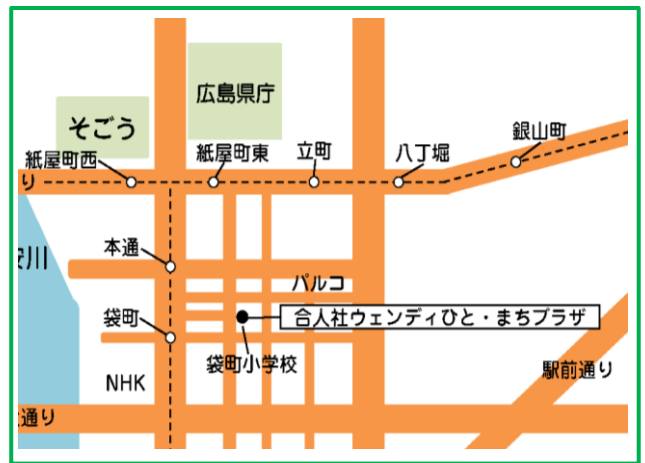 広島県庁
そごう
銀山町
紙屋町西
紙屋町東
立町
八丁堀
り
本通
川
パルコ
袋町
合人社ウェンディひと・まちプラザ
袋町小学校
駅前通り
NHK
通り